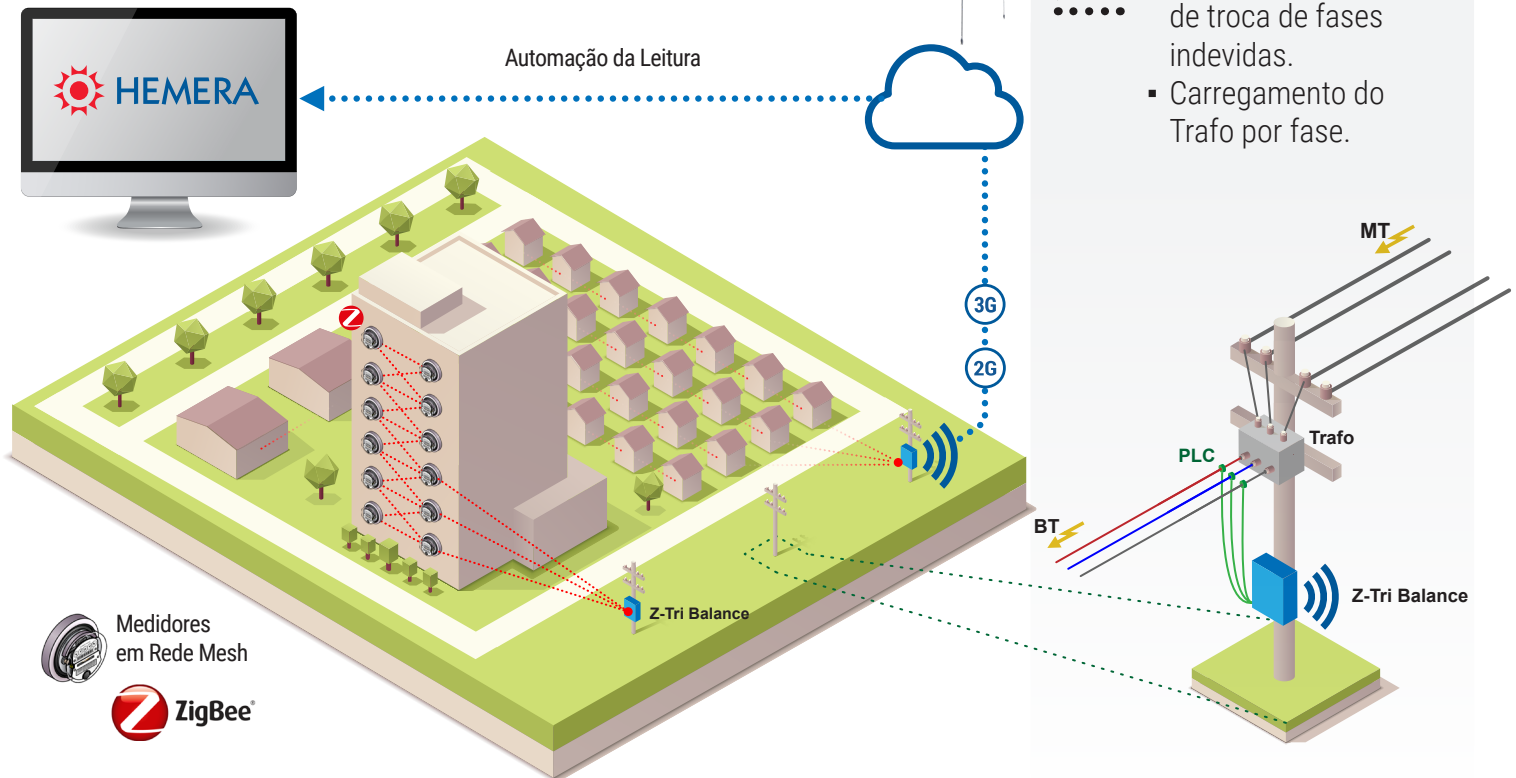 HEMERA
Automação da Leitura
de troca de fases
indevidas.
▪ Carregamento do
Trafo por fase.
3G
2G
MT
Trafo
PLC
BT
Z-Tri Balance
Z-Tri Balance
Medidores
em Rede Mesh
Z
Z
ZigBee®